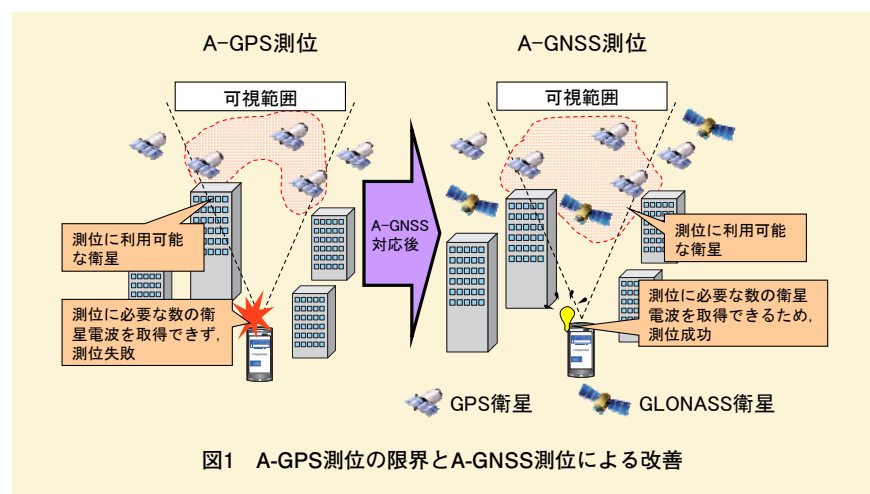 A-GPS測位
可視範囲
測位に利用可能
な衛星
測位に必要な数の衛
星電波を取得できず,
測位失敗
A-GNSS
対応後
A-GNSS測位
可視範囲
測位に利用可能
な衛星
測位に必要な数の衛星
電波を取得できるため,
測位成功
GPS衛星
GLONASS衛星
図1 A-GPS測位の限界とA-GNSS測位による改善